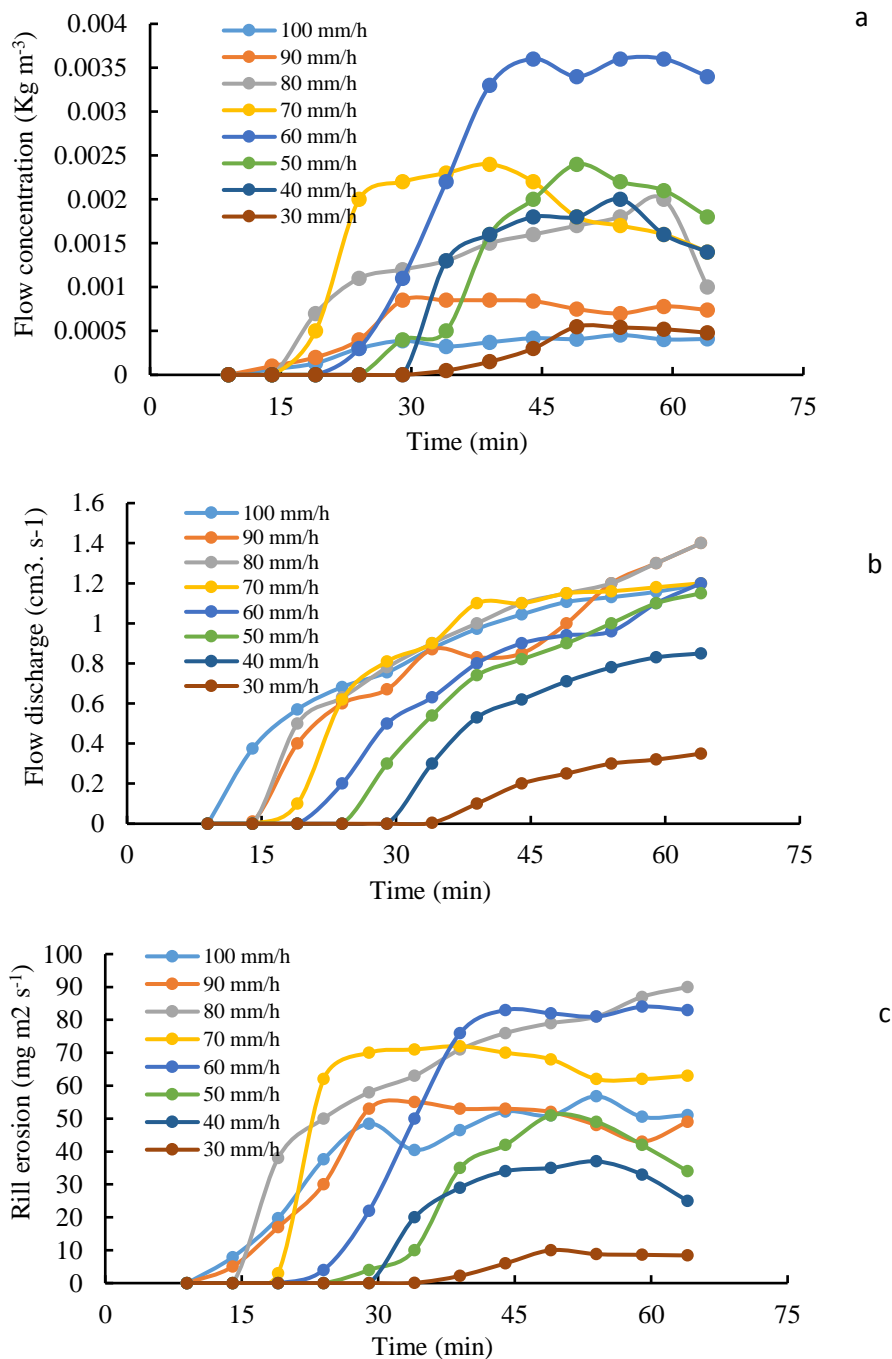 a
0.004
0.0035
0.003
0.0025
0.002
0.0015
0.001
0.0005
0
Flow concentration (Kg m-3)
100 mm/h
90 mm/h
80 mm/h
70 mm/h
60 mm/h
50 mm/h
40 mm/h
30 mm/h
0 15 30 45 60 75
Time (min)
b
1.6
1.4
1.2
1
0.8
0.6
0.4
0.2
0
Flow discharge (cm3. s-1)
100 mm/h
90 mm/h
80 mm/h
70 mm/h
60 mm/h
50 mm/h
40 mm/h
30 mm/h
0 15 30 45 60 75
Time (min)
c
100
90
80
70
60
50
40
30
20
10
0
Rill erosion (mg m2 s-1)
100 mm/h
90 mm/h
80 mm/h
70 mm/h
60 mm/h
50 mm/h
40 mm/h
30 mm/h
0 15 30 45 60 75
Time (min)